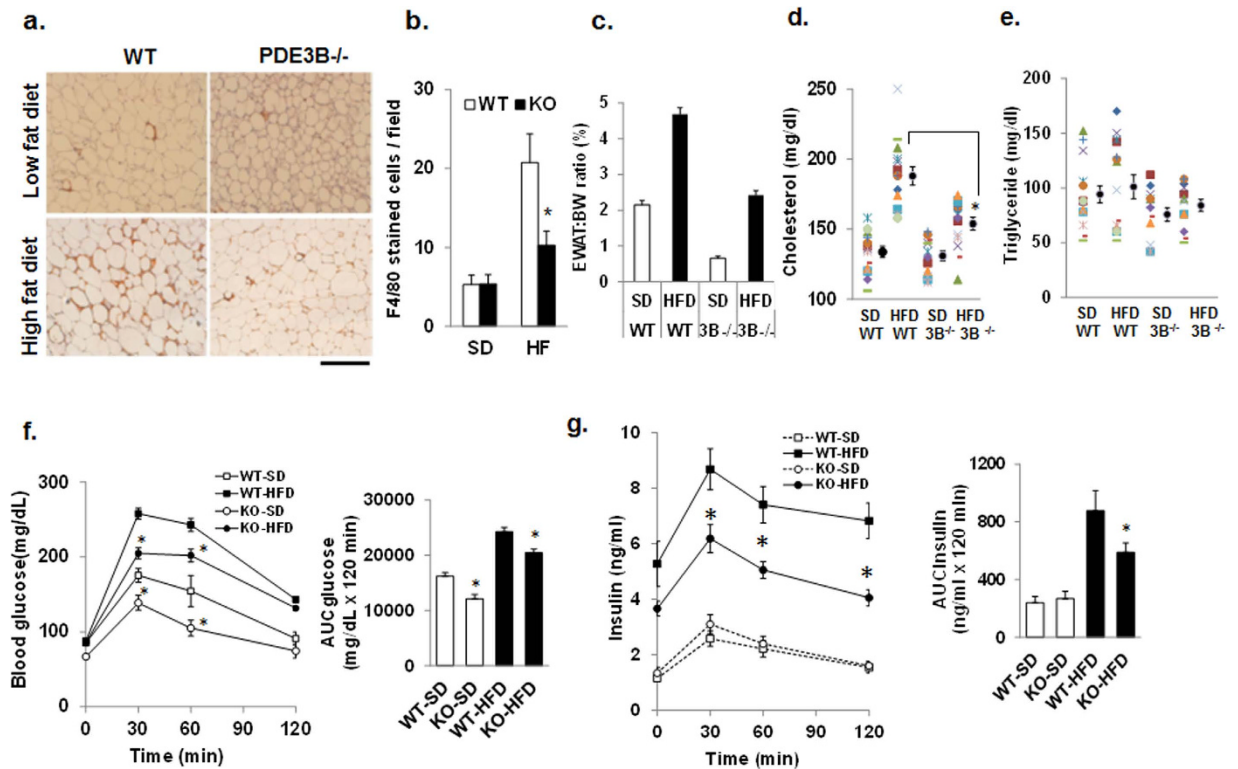 a.
WT
PDE3B-/-
Low fat diet
High fat diet
b.
F4/80 stained cells / field
30
20
10
0
WT
KO
*
SD
HF
c.
EWAT:BW ratio (%)
5
4
3
2
1
0
SD
HFD
SD
HFD
WT
WT
3B-/-
3B-/-
d.
Cholesterol (mg/dl)
250
200
150
100
*
SD
HFD
SD
HFD
WT
WT
3B-/-
3B -/-
e.
Triglyceride (mg/dl)
200
150
100
50
0
SD
HFD
SD
HFD
WT
WT
3B-/-
3B -/-
f.
Blood glucose(mg/dL)
300
200
100
0
WT-SD
WT-HFD
KO-SD
KO-HFD
*
*
*
*
0
30
60
90
120
Time (min)
AUC glucose
(mg/dL x 120 min)
30000
20000
10000
0
*
*
WT-SD
KO-SD
WT-HFD
KO-HFD
g.
Insulin (ng/ml)
10
8
6
4
2
0
WT-SD
WT-HFD
KO-SD
KO-HFD
*
*
*
0
30
60
90
120
Time (min)
AUC Insulin
(ng/ml x 120 min)
1200
800
400
0
*
WT-SD
KO-SD
WT-HFD
KO-HFD